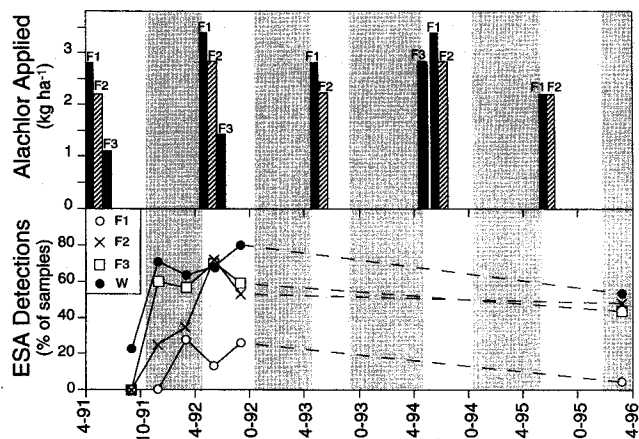 Alachlor Applied
(kg ha-1)
3
2
1
0
F1
F2
F3
F1
F2
F3
F1
F2
F3
F1
F2
F1 F2
ESA Detections
(% of samples)
80
60
40
20
0
F1
F2
F3
W
4-91
10-91
4-92
0-92
4-93
0-93
4-94
0-94
4-95
0-95
4-96